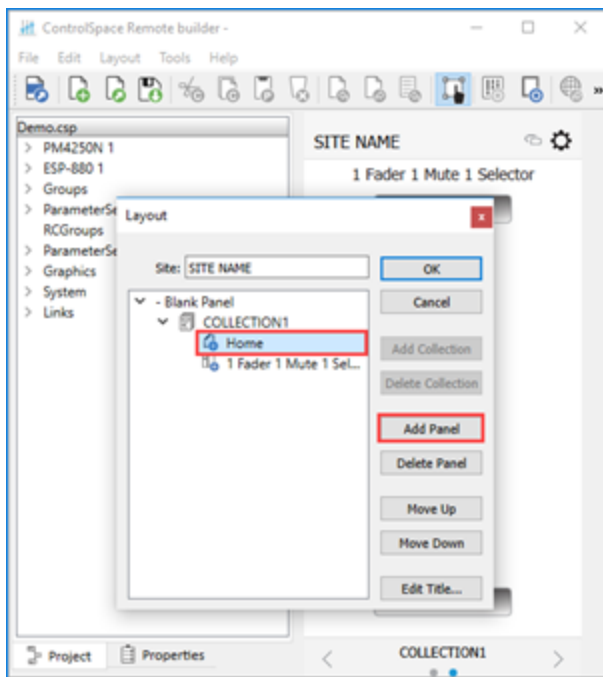 ControlSpace Remote builder -
File Edit Layout Tools Help
Demo.csp
PM4250N 1
ESP-880 1
Groups
ParameterSe
RCGroups
ParameterSe
Graphics
System
Links
SITE NAME
1 Fader 1 Mute 1 Selector
Layout
Site: SITE NAME
OK
- Blank Panel
Cancel
COLLECTION1
Home
1 Fader 1 Mute 1 Sel...
Add Collection
Delete Collection
Add Panel
Delete Panel
Move Up
Move Down
Edit Title...
Project Properties
COLLECTION1